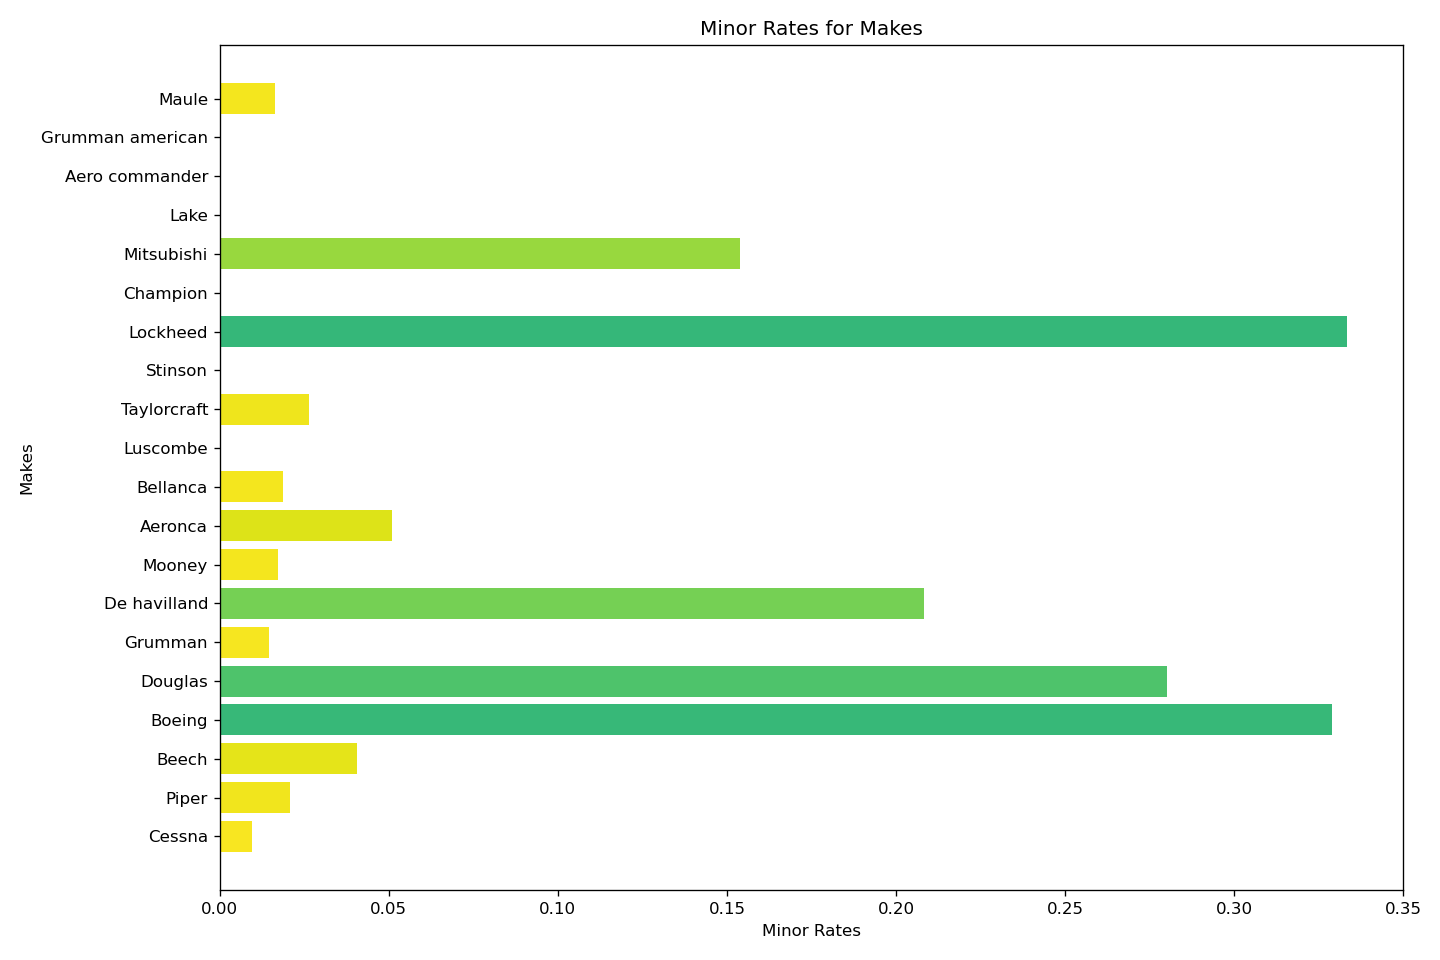 Minor Rates for Makes
Maule
Grumman american
Aero commander
Lake
Mitsubishi
Champion
Lockheed
Stinson
Taylorcraft
Luscombe
Bellanca
Aeronca
Mooney
De havilland
Grumman
Douglas
Boeing
Beech
Piper
Cessna
Makes
0.00 0.05 0.10 0.15 0.20 0.25 0.30 0.35
Minor Rates